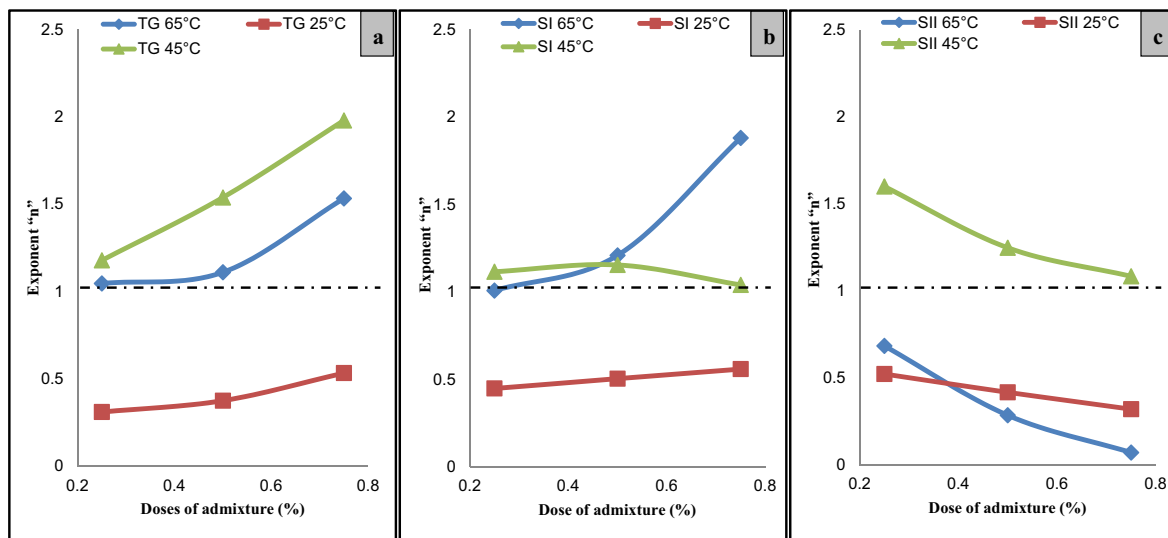 TG 65°C TG 25°C
TG 45°C
a
2.5
2
1.5
1
0.5
0
0.2 0.4 0.6 0.8
Exponent “n”
Doses of admixture (%)
SI 65°C SI 25°C
SI 45°C
b
2.5
2
1.5
1
0.5
0
0.2 0.4 0.6 0.8
Exponent “n”
Dose of admixture (%)
SII 65°C SII 25°C
SII 45°C
c
2.5
2
1.5
1
0.5
0
0.2 0.4 0.6 0.8
Exponent “n”
Dose of admixture (%)